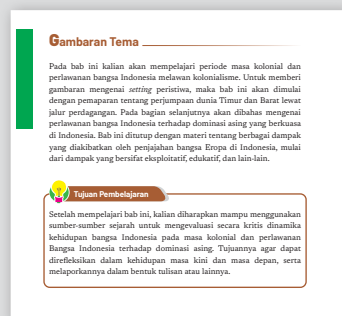 Gambaran Tema
Pada bab ini kalian akan mempelajari periode masa kolonial dan
perlawanan bangsa Indonesia melawan kolonialisme. Untuk memberi
gambaran mengenai setting peristiwa, maka bab ini akan dimulai
dengan pemaparan tentang perjumpaan dunia Timur dan Barat lewat
jalur perdagangan. Pada bagian selanjutnya akan dibahas mengenai
perlawanan bangsa Indonesia terhadap dominasi asing yang berkuasa
di Indonesia. Bab ini ditutup dengan materi tentang berbagai dampak
yang diakibatkan oleh penjajahan bangsa Eropa di Indonesia, mulai
dari dampak yang bersifat eksploitatif, edukatif, dan lain-lain.
Tujuan Pembelajaran
Setelah mempelajari bab ini, kalian diharapkan mampu menggunakan
sumber-sumber sejarah untuk mengevaluasi secara kritis dinamika
kehidupan bangsa Indonesia pada masa kolonial dan perlawanan
Bangsa Indonesia terhadap dominasi asing. Tujuannya agar dapat
direfleksikan dalam kehidupan masa kini dan masa depan, serta
melaporkannya dalam bentuk tulisan atau lainnya.